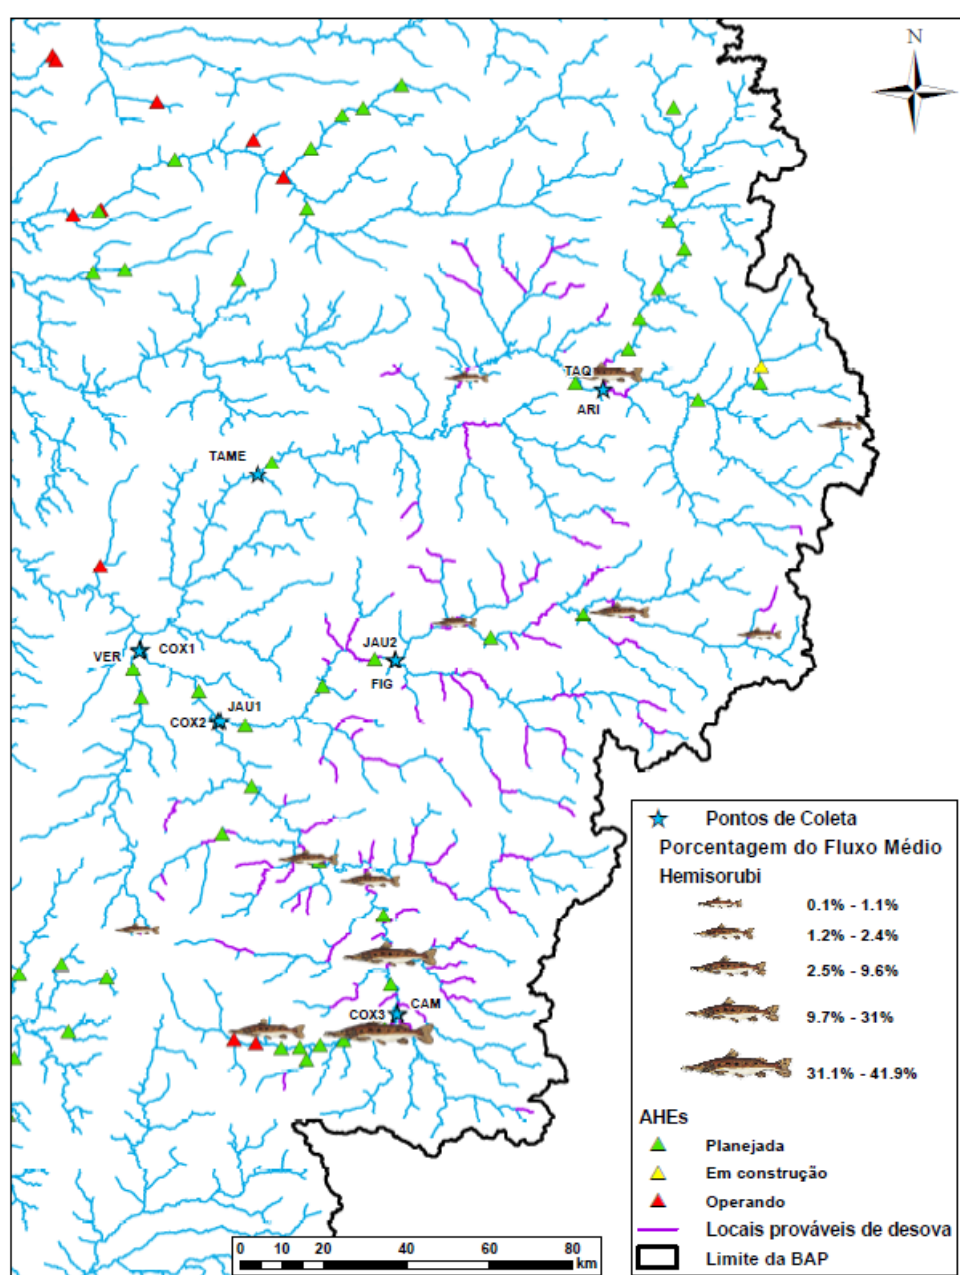 N
TAQ
ARI
TAME
JAU2
VER
COX1
FIG
JAU1
COX2
CAM
COX3
Pontos de Coleta
Porcentagem do Fluxo Médio
Hemisorubi
0.1% - 1.1%
1.2% - 2.4%
2.5% - 9.6%
9.7% - 31%
31.1% - 41.9%
AHEs
Planejada
Em construção
Operando
Locais prováveis de desova
Limite da BAP
0 10 20 40 60 80
km